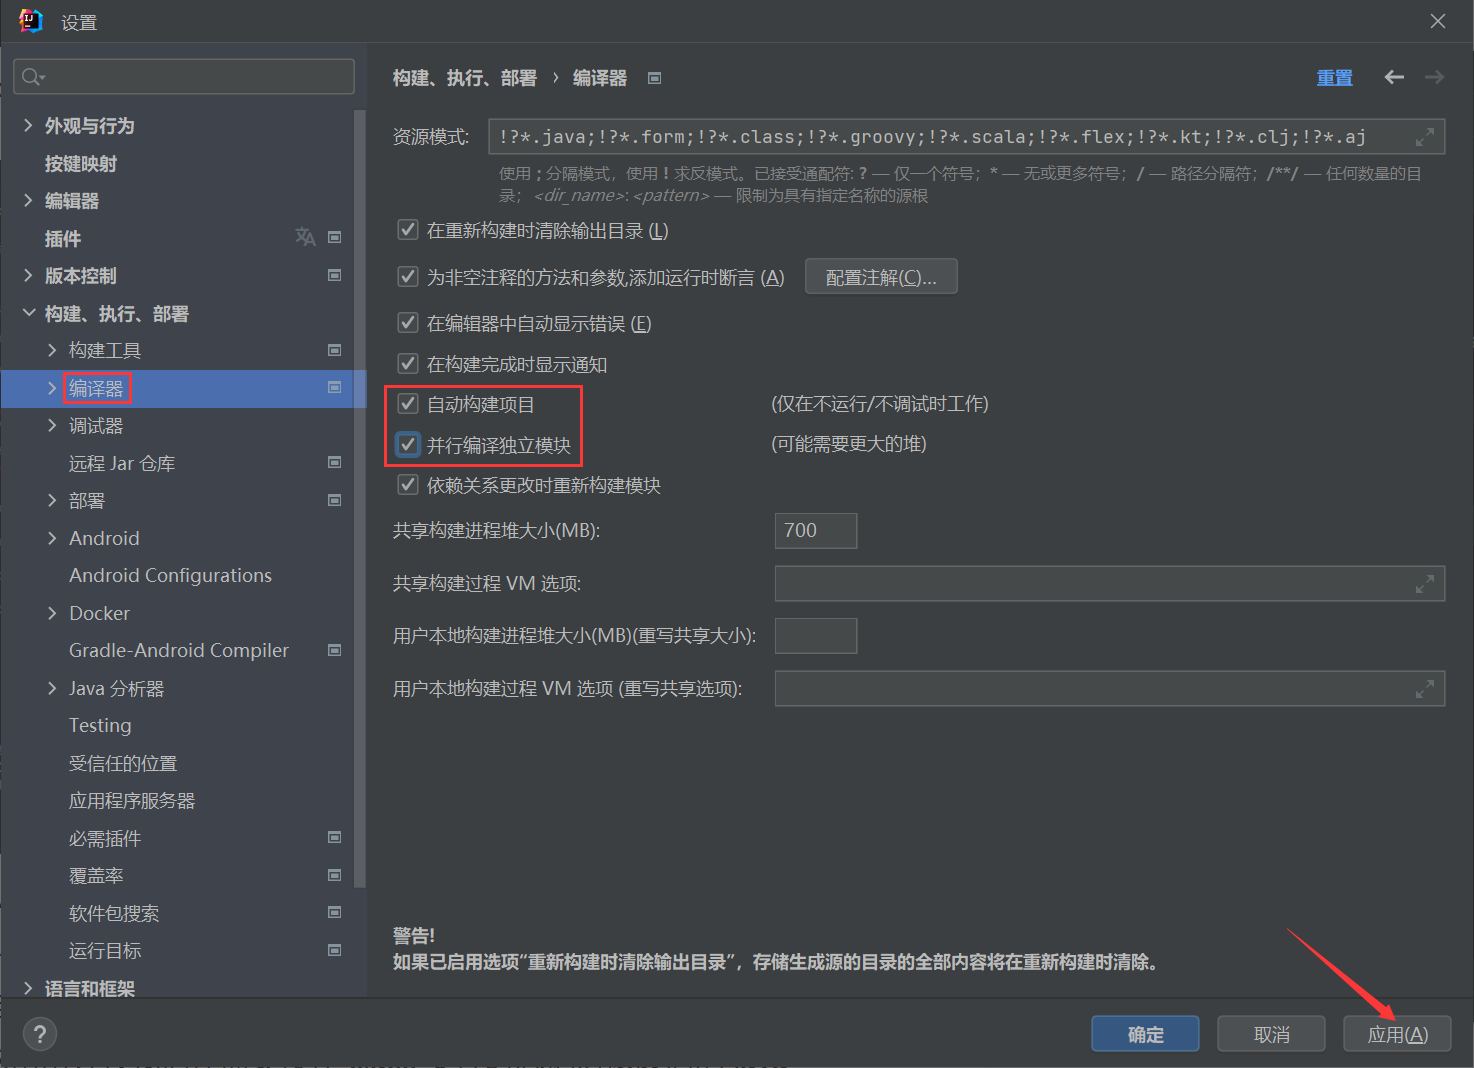 设置
外观与行为
按键映射
编辑器
插件
版本控制
构建、执行、部署
构建工具
编译器
调试器
远程 Jar 仓库
部署
Android
Android Configurations
Docker
Gradle-Android Compiler
Java 分析器
Testing
受信任的位置
应用程序服务器
必需插件
覆盖率
软件包搜索
运行目标
语言和框架
构建、执行、部署 › 编译器
重置
资源模式: !?*.java;!?*.form;!?*.class;!?*.groovy;!?*.scala;!?*.flex;!?*.kt;!?*.clj;!?*.aj
使用 ; 分隔模式，使用 ! 求反模式。已接受通配符: ? — 仅一个符号；* — 无或更多符号；/ — 路径分隔符；/**/ — 任何数量的目
录；<dir_name>: <pattern> — 限制为具有指定名称的源根
在重新构建时清除输出目录 (L)
为非空注释的方法和参数,添加运行时断言 (A) 配置注解(C)...
在编辑器中自动显示错误 (E)
在构建完成时显示通知
自动构建项目 (仅在不运行/不调试时工作)
并行编译独立模块 (可能需要更大的堆)
依赖关系更改时重新构建模块
共享构建进程堆大小(MB): 700
共享构建过程 VM 选项:
用户本地构建进程堆大小(MB)(重写共享大小):
用户本地构建过程 VM 选项 (重写共享选项):
警告!
如果已启用选项“重新构建时清除输出目录”，存储生成源的目录的全部内容将在重新构建时清除。
?
确定 取消 应用(A)